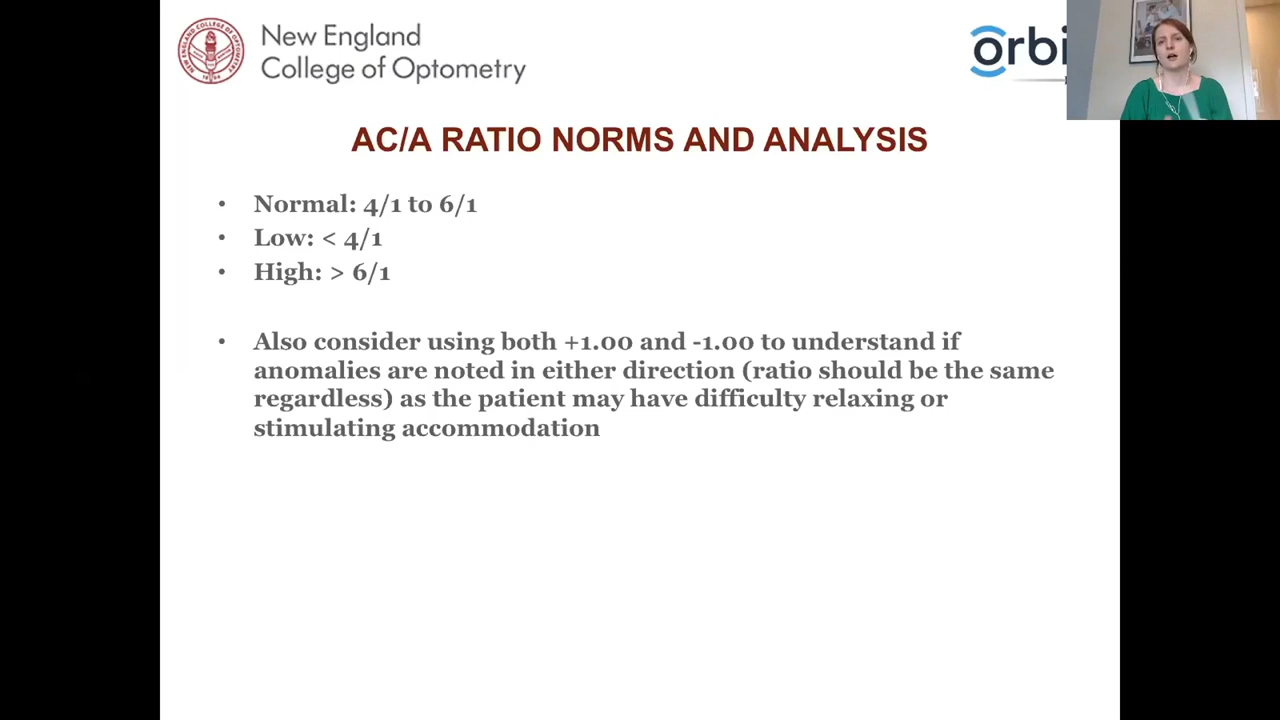 New England
College of Optometry
AC/A RATIO NORMS AND ANALYSIS
• Normal: 4/1 to 6/1
• Low: < 4/1
• High: > 6/1
• Also consider using both +1.00 and -1.00 to understand if
anomalies are noted in either direction (ratio should be the same
regardless) as the patient may have difficulty relaxing or
stimulating accommodation